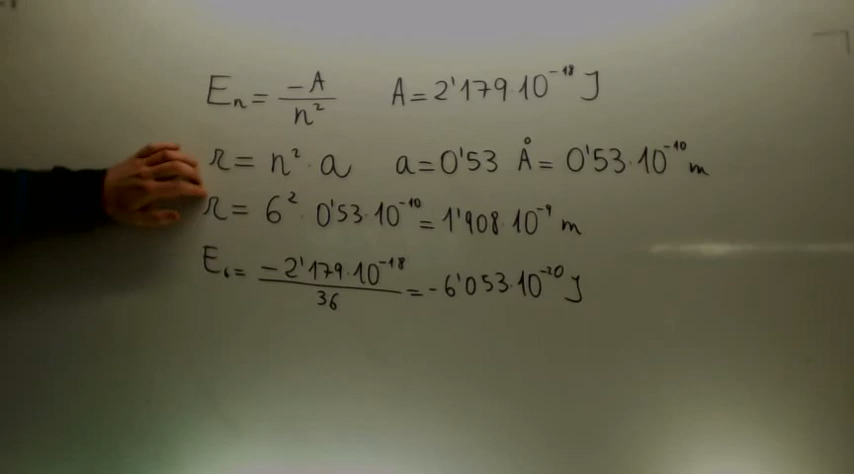 Eₙ = -A/n² A = 2'179·10⁻¹⁸ J
r = n²·a a = 0'53 Å = 0'53·10⁻¹⁰ m
r = 6²·0'53·10⁻¹⁰ = 1'908·10⁻⁹ m
E₆ = -2'179·10⁻¹⁸/36 = -6'053·10⁻²⁰ J